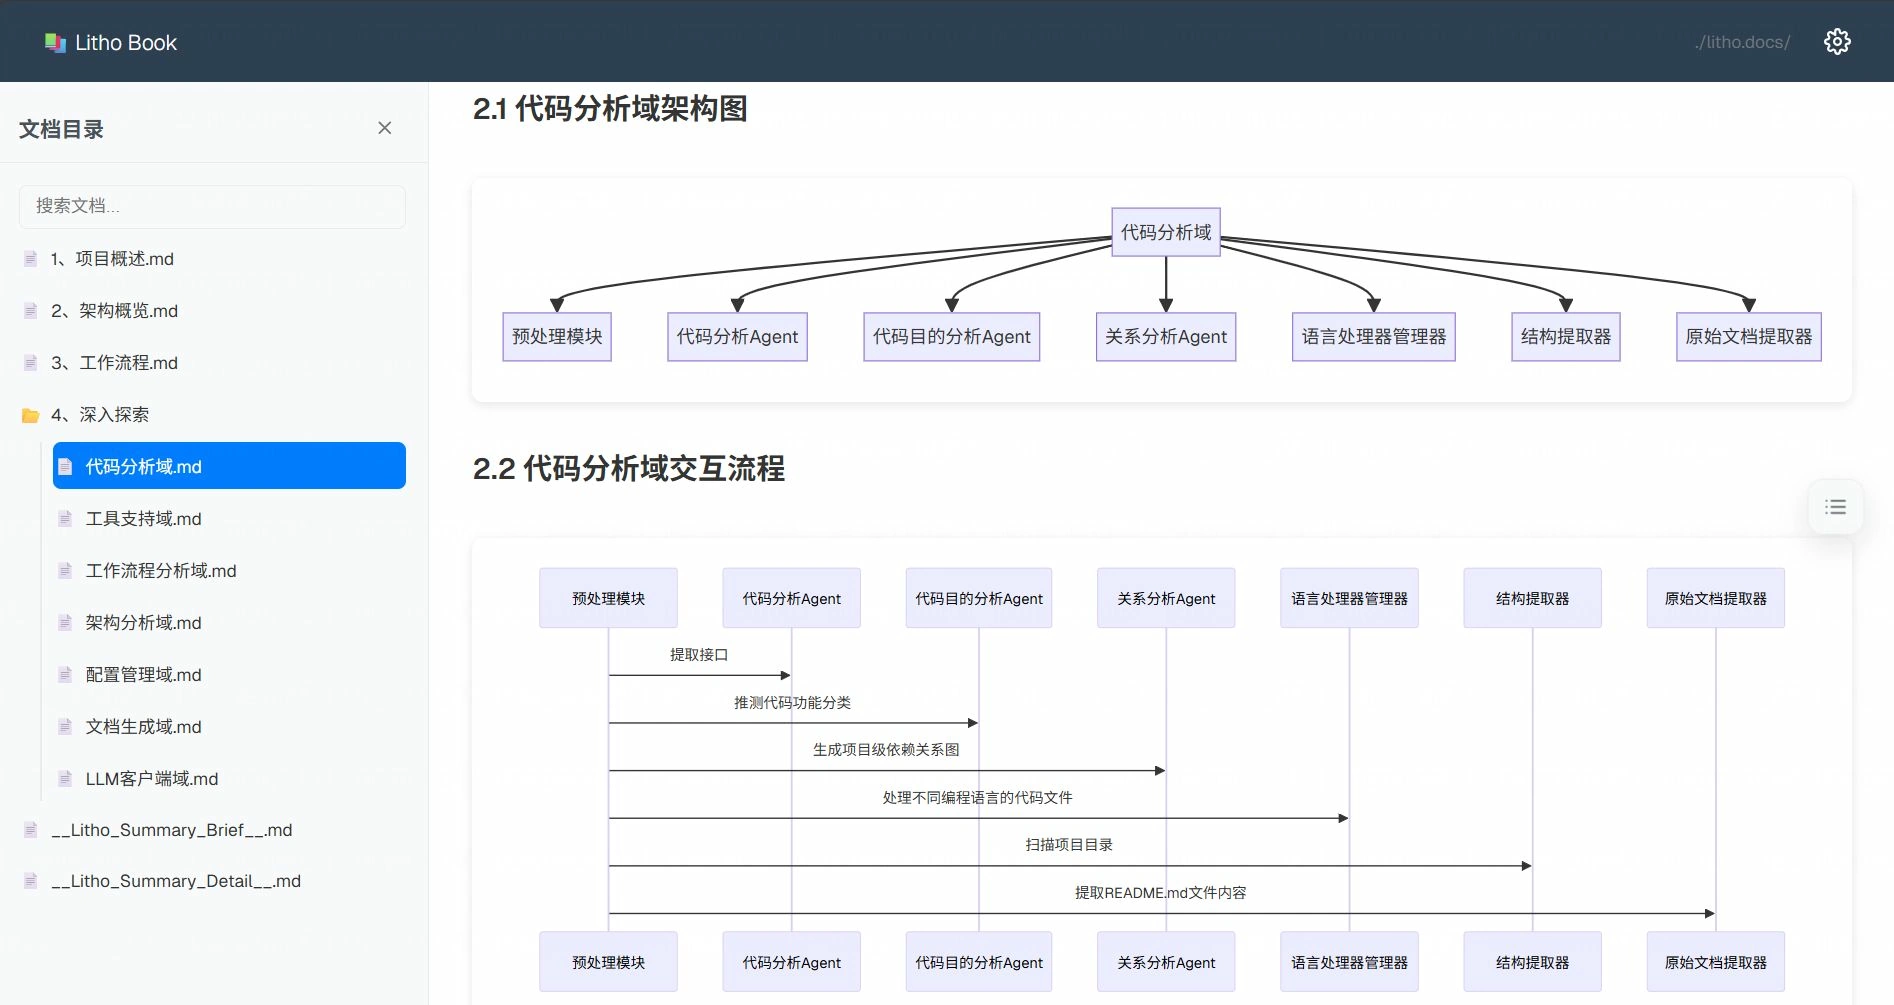 Litho Book
./litho.docs/
文档目录
搜索文档...
1、项目概述.md
2、架构概览.md
3、工作流程.md
4、深入探索
代码分析域.md
工具支持域.md
工作流程分析域.md
架构分析域.md
配置管理域.md
文档生成域.md
LLM客户端域.md
__Litho_Summary_Brief__.md
__Litho_Summary_Detail__.md
2.1 代码分析域架构图
代码分析域
预处理模块 代码分析Agent 代码目的分析Agent 关系分析Agent 语言处理器管理器 结构提取器 原始文档提取器
2.2 代码分析域交互流程
预处理模块 代码分析Agent 代码目的分析Agent 关系分析Agent 语言处理器管理器 结构提取器 原始文档提取器
提取接口
推测代码功能分类
生成项目级依赖关系图
处理不同编程语言的代码文件
扫描项目目录
提取README.md文件内容
预处理模块 代码分析Agent 代码目的分析Agent 关系分析Agent 语言处理器管理器 结构提取器 原始文档提取器